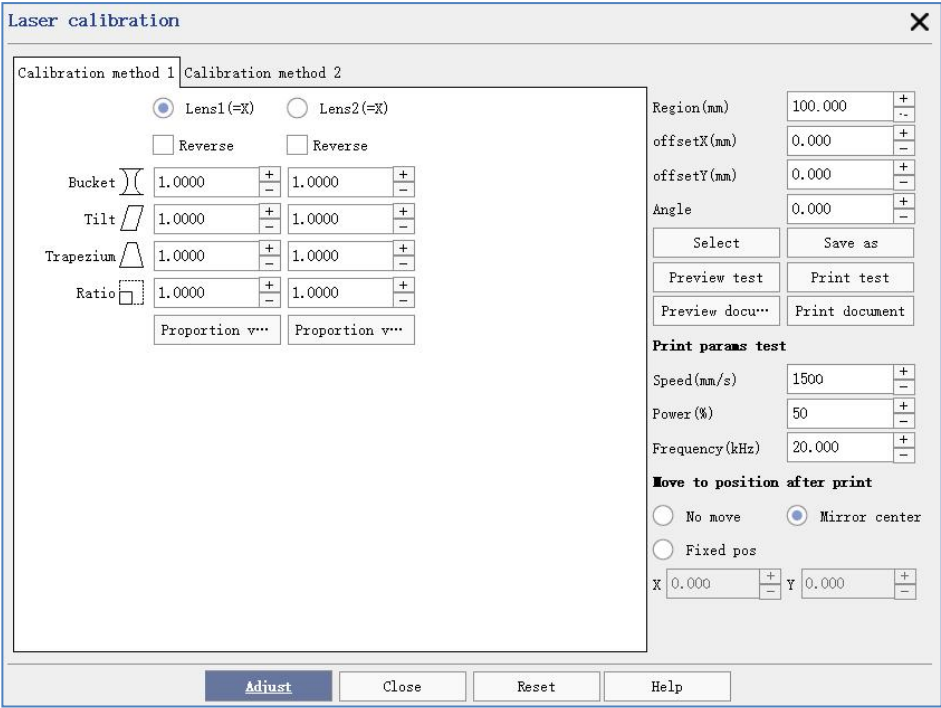 Laser calibration
Calibration method 1 Calibration method 2
Lens1(=X) Lens2(=X)
Reverse Reverse
Bucket 1.0000 1.0000
Tilt 1.0000 1.0000
Trapezium 1.0000 1.0000
Ratio 1.0000 1.0000
Proportion v… Proportion v…
Region(mm) 100.000
offsetX(mm) 0.000
offsetY(mm) 0.000
Angle 0.000
Select Save as
Preview test Print test
Preview docu… Print document
Print params test
Speed(mm/s) 1500
Power(%) 50
Frequency(kHz) 20.000
Move to position after print
No move Mirror center
Fixed pos
X 0.000 Y 0.000
Adjust Close Reset Help